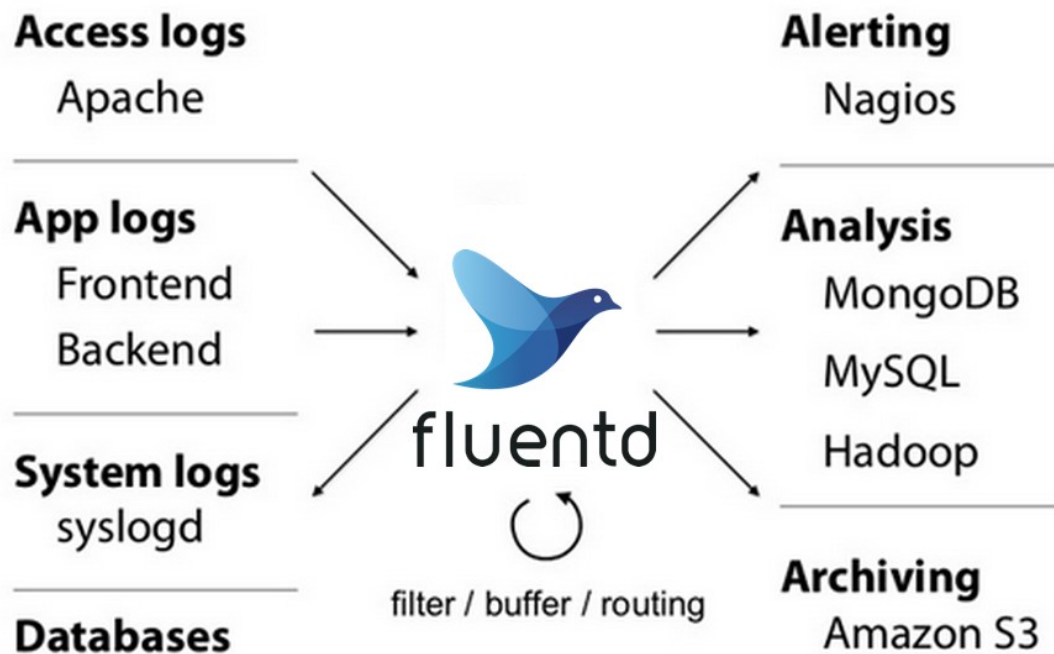 Access logs
Apache
App logs
Frontend
Backend
System logs
syslogd
Databases
fluentd
filter / buffer / routing
Alerting
Nagios
Analysis
MongoDB
MySQL
Hadoop
Archiving
Amazon S3